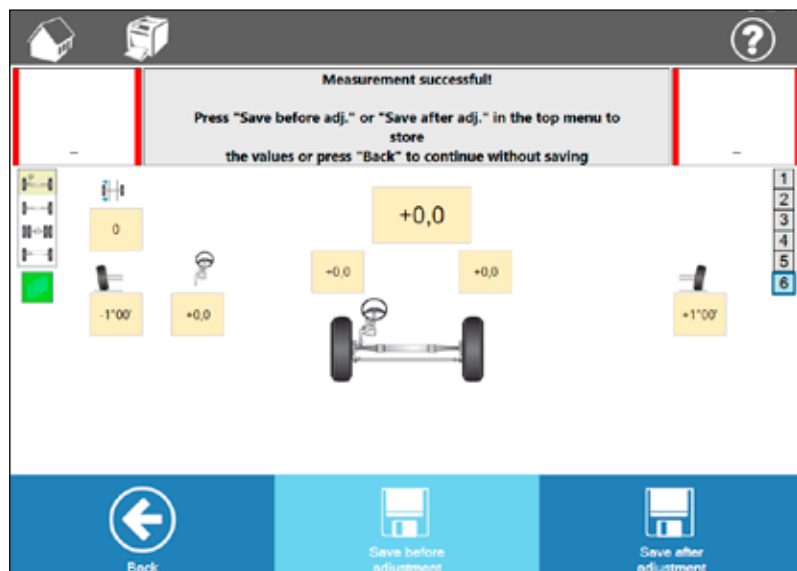 ?
Measurement successful!
Press "Save before adj." or "Save after adj." in the top menu to
store
the values or press "Back" to continue without saving
–
–
1
2
3
4
5
6
0
+0,0
+0,0
+0,0
-1°00'
+0,0
+1°00'
Back
Save before
adjustment
Save after
adjustment